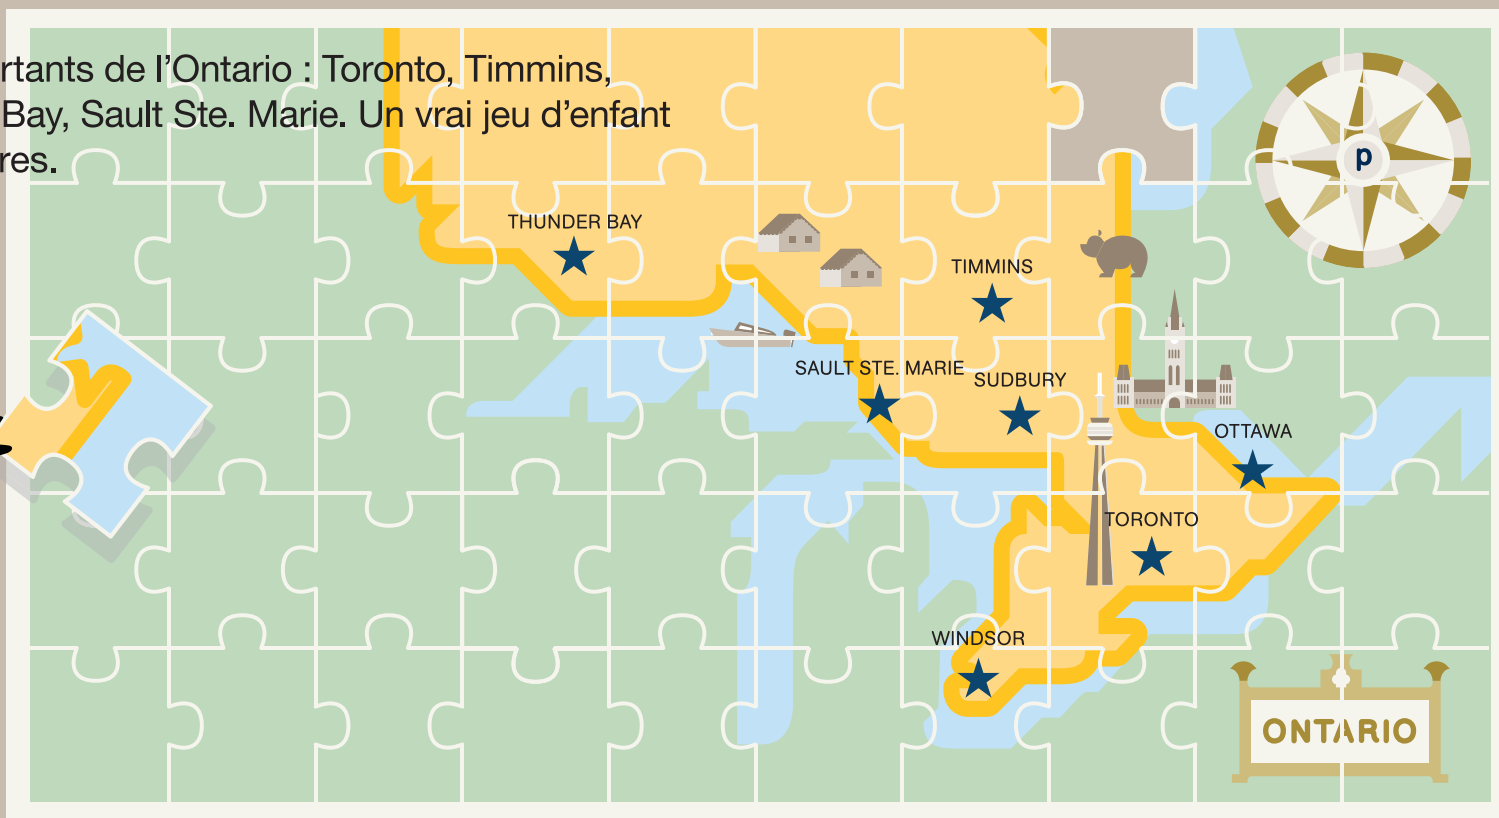 rtants de l’Ontario : Toronto, Timmins,
Bay, Sault Ste. Marie. Un vrai jeu d’enfant
res.
p
THUNDER BAY
TIMMINS
SAULT STE. MARIE
SUDBURY
OTTAWA
TORONTO
WINDSOR
ONTARIO